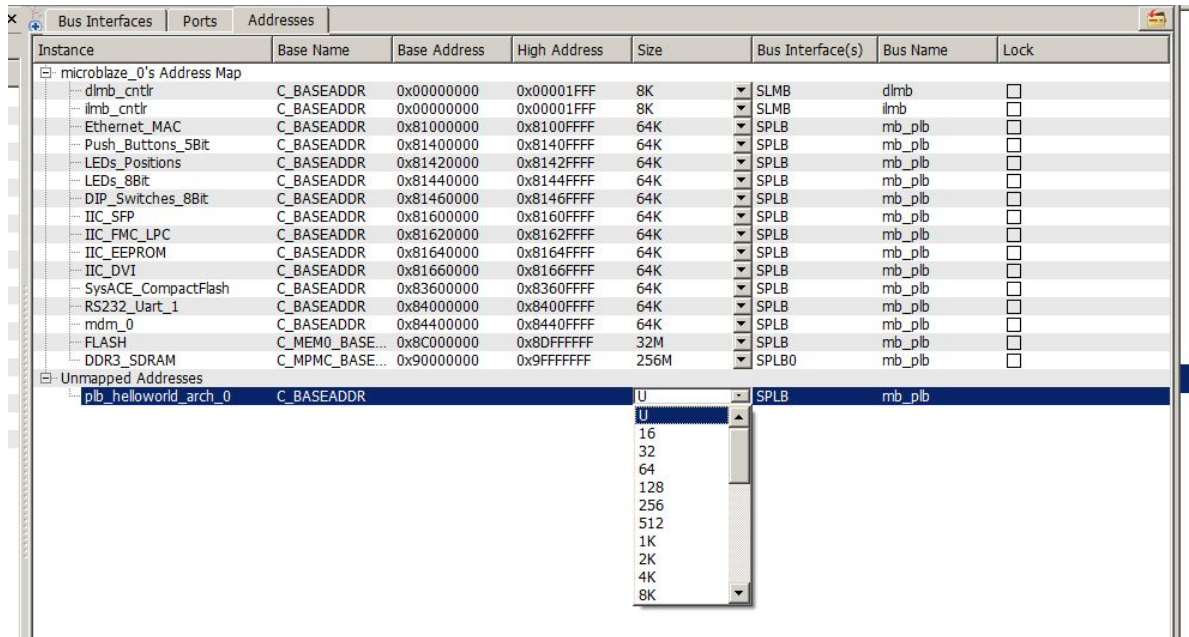 Bus Interfaces Ports Addresses
Instance Base Name Base Address High Address Size Bus Interface(s) Bus Name Lock
microblaze_0's Address Map
dlmb_cntlr C_BASEADDR 0x00000000 0x00001FFF 8K SLMB dlmb
ilmb_cntlr C_BASEADDR 0x00000000 0x00001FFF 8K SLMB ilmb
Ethernet_MAC C_BASEADDR 0x81000000 0x8100FFFF 64K SPLB mb_plb
Push_Buttons_5Bit C_BASEADDR 0x81400000 0x8140FFFF 64K SPLB mb_plb
LEDs_Positions C_BASEADDR 0x81420000 0x8142FFFF 64K SPLB mb_plb
LEDs_8Bit C_BASEADDR 0x81440000 0x8144FFFF 64K SPLB mb_plb
DIP_Switches_8Bit C_BASEADDR 0x81460000 0x8146FFFF 64K SPLB mb_plb
IIC_SFP C_BASEADDR 0x81600000 0x8160FFFF 64K SPLB mb_plb
IIC_FMC_LPC C_BASEADDR 0x81620000 0x8162FFFF 64K SPLB mb_plb
IIC_EEPROM C_BASEADDR 0x81640000 0x8164FFFF 64K SPLB mb_plb
IIC_DVI C_BASEADDR 0x81660000 0x8166FFFF 64K SPLB mb_plb
SysACE_CompactFlash C_BASEADDR 0x83600000 0x8360FFFF 64K SPLB mb_plb
RS232_Uart_1 C_BASEADDR 0x84000000 0x8400FFFF 64K SPLB mb_plb
mdm_0 C_BASEADDR 0x84400000 0x8440FFFF 64K SPLB mb_plb
FLASH C_MEM0_BASE... 0x8C000000 0x8DFFFFFF 32M SPLB mb_plb
DDR3_SDRAM C_MPMC_BASE... 0x90000000 0x9FFFFFFF 256M SPLB0 mb_plb
Unmapped Addresses
plb_helloworld_arch_0 C_BASEADDR U SPLB mb_plb
U
16
32
64
128
256
512
1K
2K
4K
8K